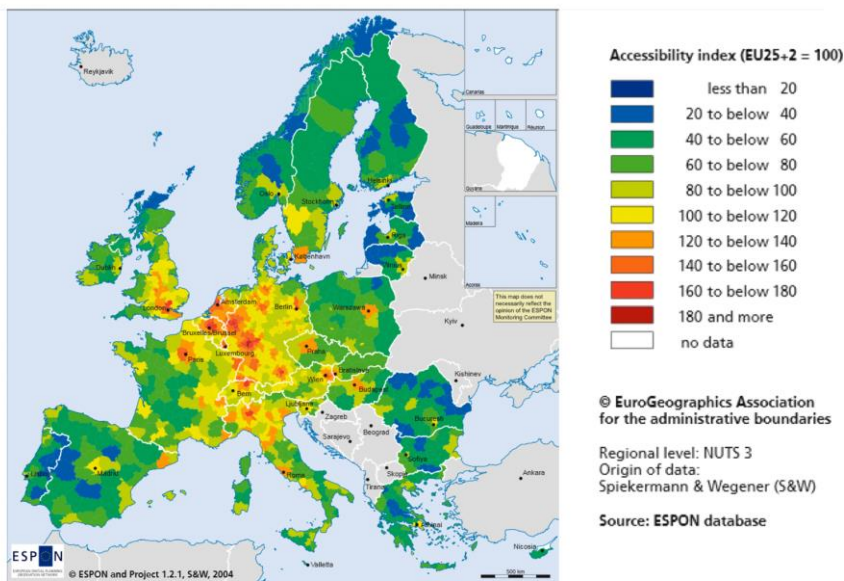 Reykjavik
Canarias
Guadeloupe Martinique Réunion
Guyane
Madeira
Açores
Oslo
Helsinki
Stockholm
Tallinn
Riga
Vilnius
Minsk
København
Dublin
London
Amsterdam
Berlin
Warszawa
Bruxelles/Brussel
Luxembourg
Paris
Praha
Kyiv
Wien
Bratislava
Budapest
Bern
Ljubljana
Zagreb
Kishinev
Bucuresti
Beograd
Sarajevo
Sofiya
Skopje
Tirana
Roma
Madrid
Lisboa
Ankara
Athinai
Nicosia
Valletta
This map does not
necessarily reflect the
opinion of the ESPON
Monitoring Committee
500 km
ESPON
© ESPON and Project 1.2.1, S&W, 2004
Accessibility index (EU25+2 = 100)
less than 20
20 to below 40
40 to below 60
60 to below 80
80 to below 100
100 to below 120
120 to below 140
140 to below 160
160 to below 180
180 and more
no data
© EuroGeographics Association
for the administrative boundaries
Regional level: NUTS 3
Origin of data:
Spiekermann & Wegener (S&W)
Source: ESPON database